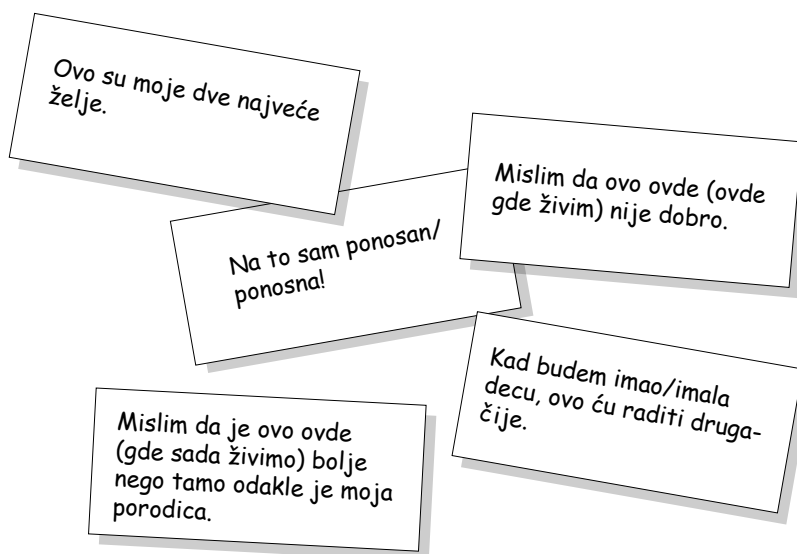 Ovo su moje dve najveće
želje.
Mislim da ovo ovde (ovde
gde živim) nije dobro.
Na to sam ponosan/
ponosna!
Kad budem imao/imala
decu, ovo ću raditi druga-
čije.
Mislim da je ovo ovde
(gde sada živimo) bolje
nego tamo odakle je moja
porodica.